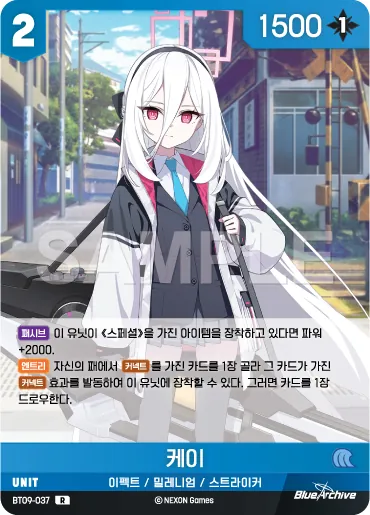 2
1500 1
SAMPLE
패시브 이 유닛이 《스페셜》을 가진 아이템을 장착하고 있다면 파워
+2000.
엔트리 자신의 패에서 커넥트 를 가진 카드를 1장 골라 그 카드가 가진
커넥트 효과를 발동하여 이 유닛에 장착할 수 있다. 그러면 카드를 1장
드로우한다.
케이
UNIT
이펙트 / 밀레니엄 / 스트라이커
BT09-037 R
© NEXON Games
BlueArchive